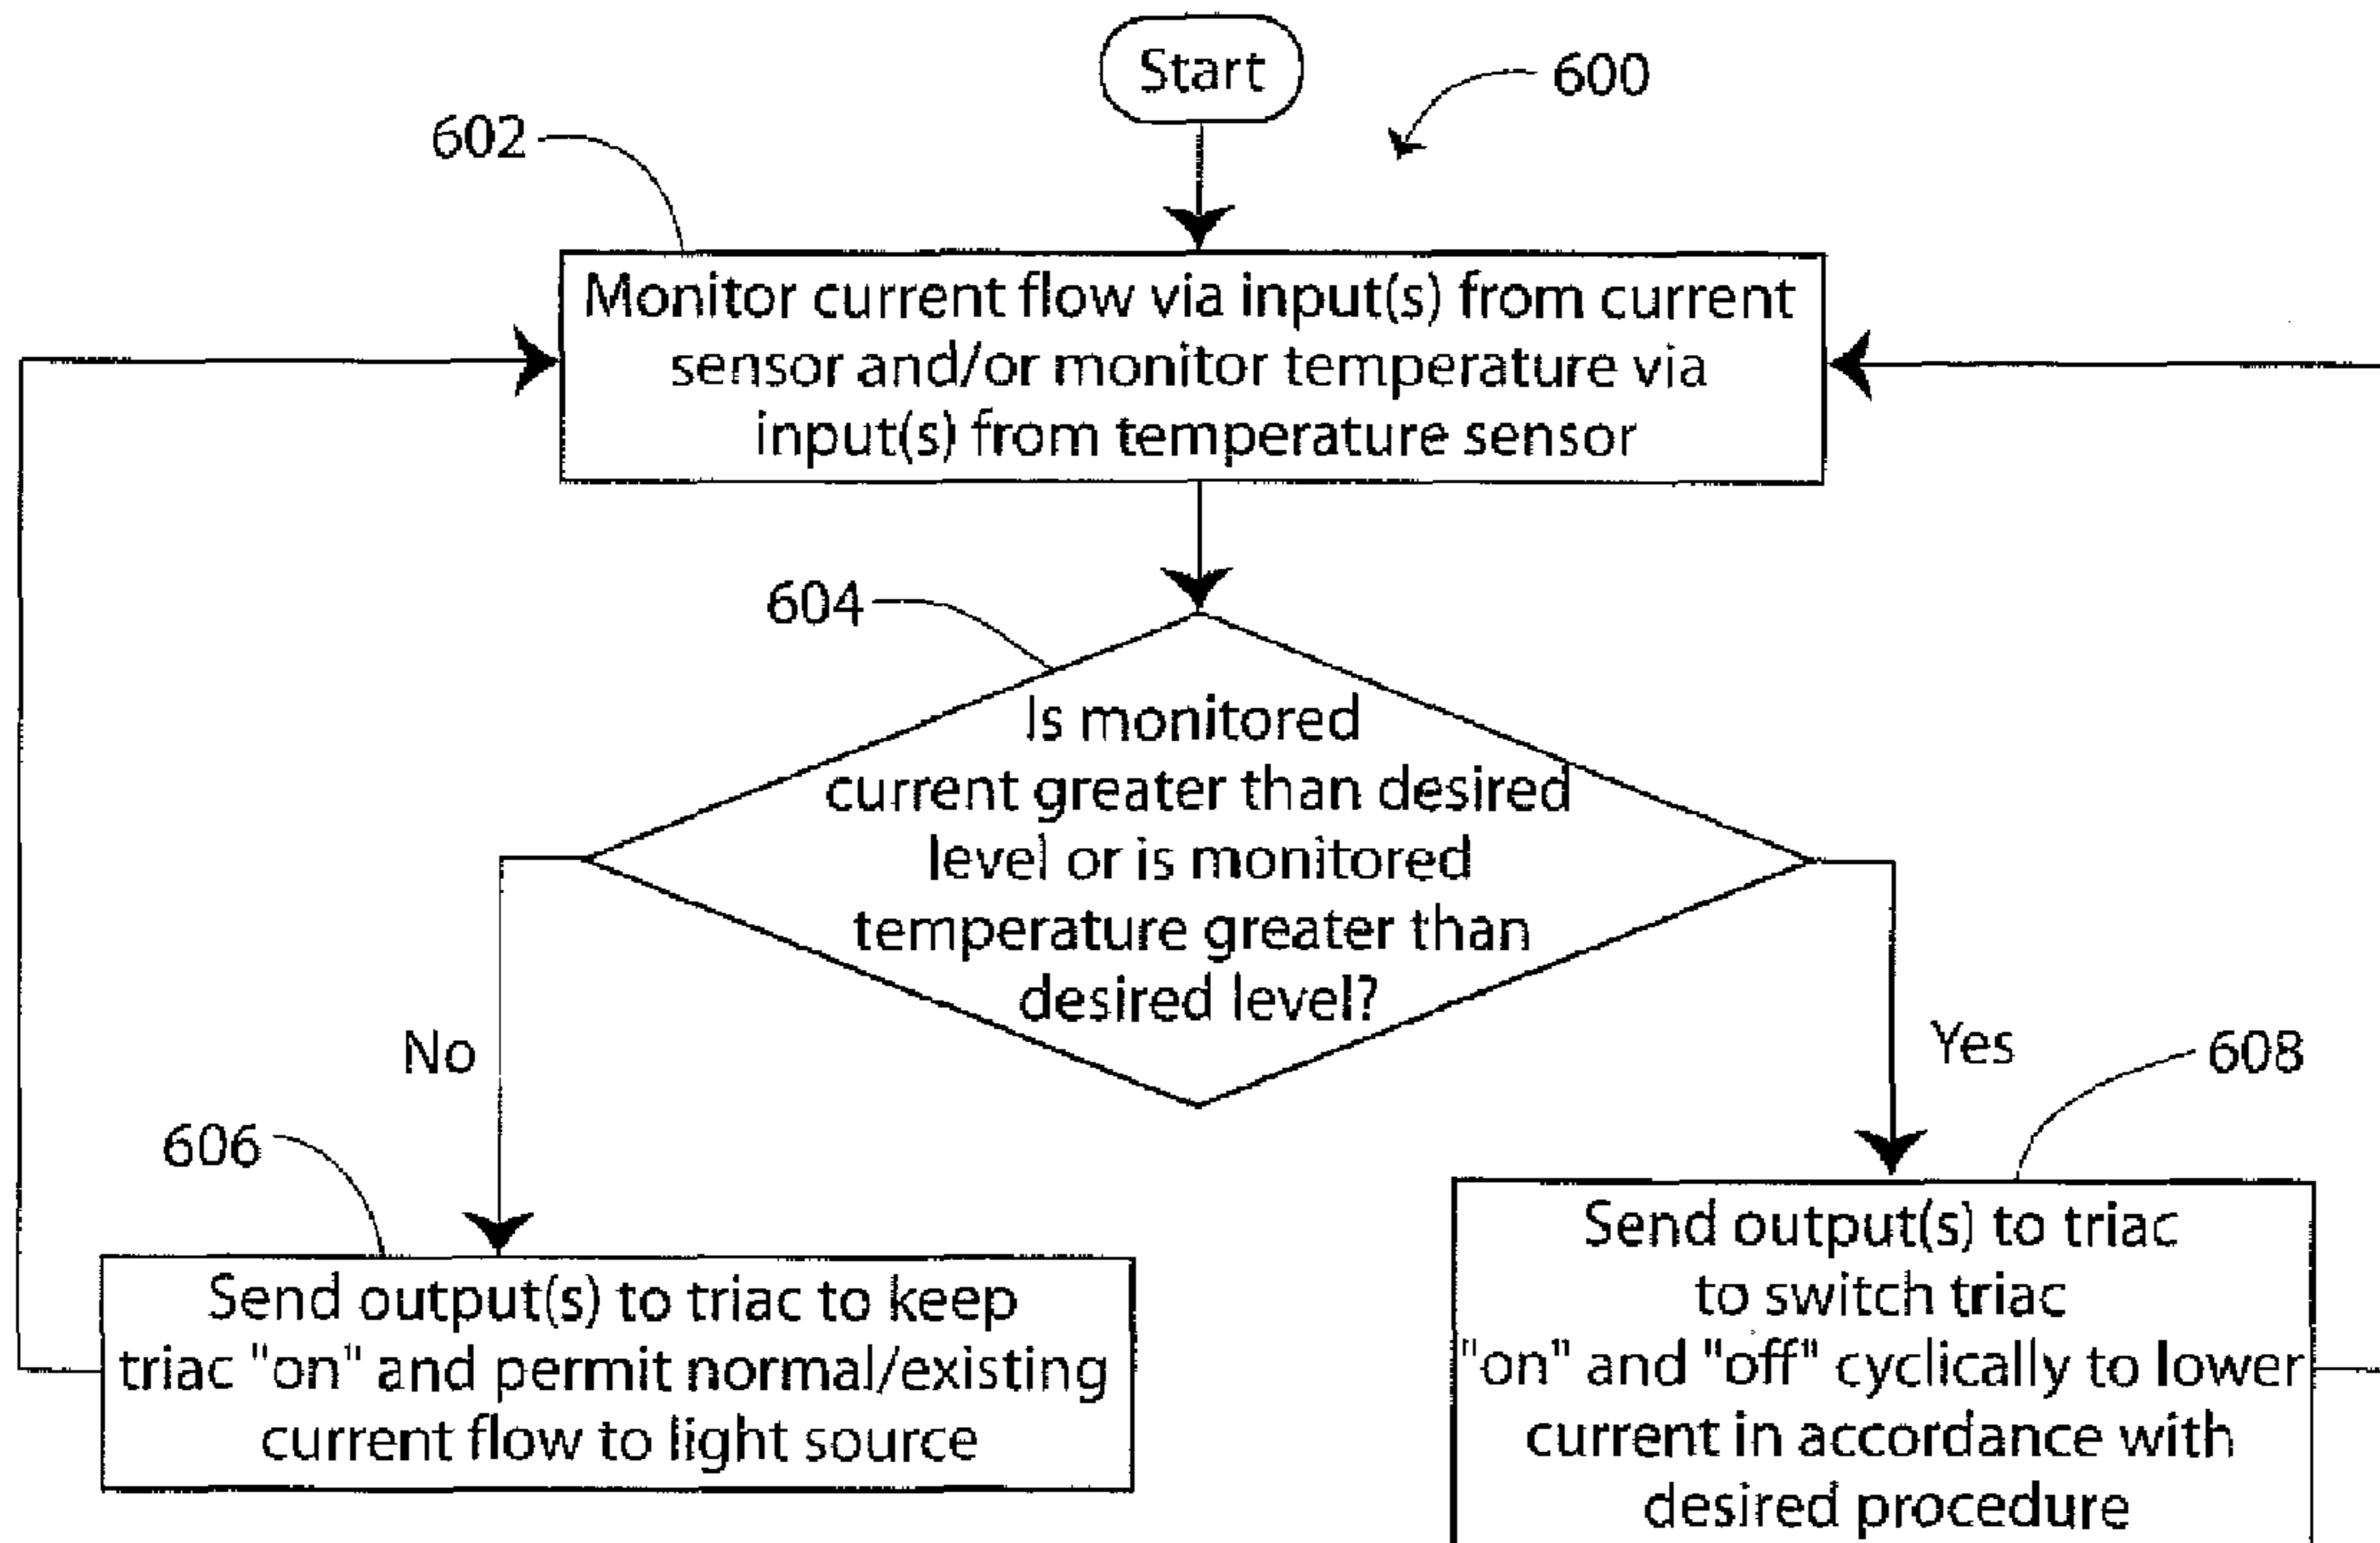 Start
600
602
Monitor current flow via input(s) from current
sensor and/or monitor temperature via
input(s) from temperature sensor
604
Is monitored
current greater than desired
level or is monitored
temperature greater than
desired level?
No
Yes
606
608
Send output(s) to triac to keep
triac "on" and permit normal/existing
current flow to light source
Send output(s) to triac
to switch triac
"on" and "off" cyclically to lower
current in accordance with
desired procedure